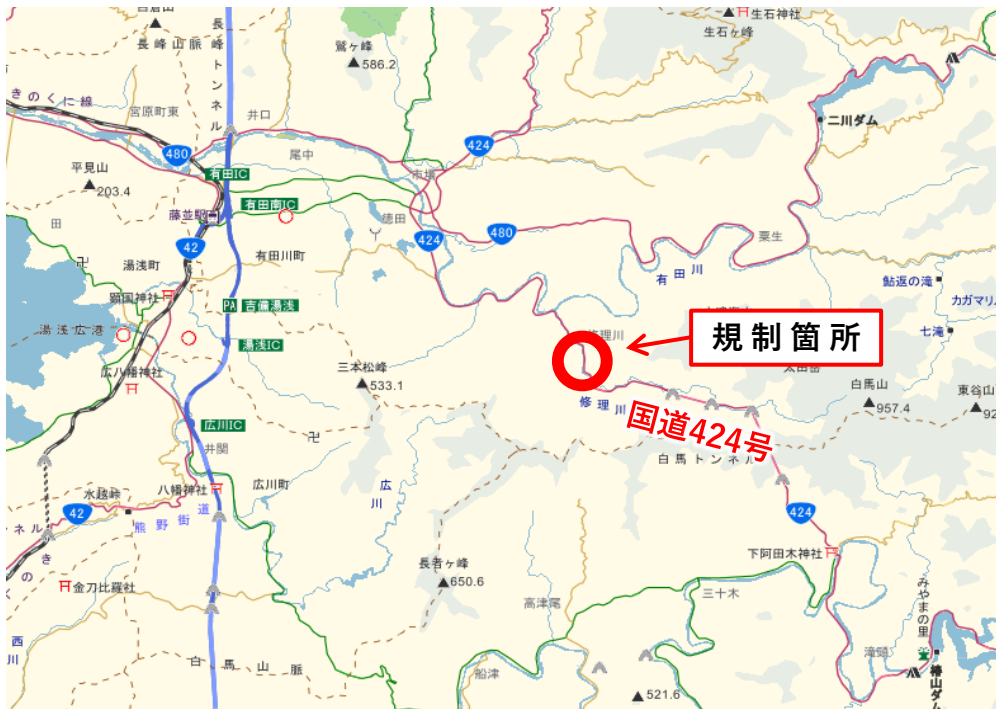 生石神社
生石ヶ峰
長峰山脈
長峰トンネル
鷲ヶ峰
586.2
きのくに線
宮原町東
井口
480
尾中
424
市場
二川ダム
平見山
203.4
有田IC
有田南IC
藤並駅
徳田
424
480
粟生
42
田
有田川町
有田川
湯浅町
顕国神社
PA 吉備湯浅
鮎返の滝
カガマリ
湯浅広港
湯浅IC
修理川
規制箇所
七滝
広八幡神社
三本松峰
533.1
白馬山
957.4
東谷山
92
修理川
国道424号
広川IC
井関
白馬トンネル
八幡神社
広川町
広川
水越峠
42
熊野街道
424
ネル
きの
長者ヶ峰
650.6
下阿田木神社
金刀比羅社
高津尾
三十木
みやまの里
西川
滝頭
白馬山脈
船津
521.6
椿山ダム